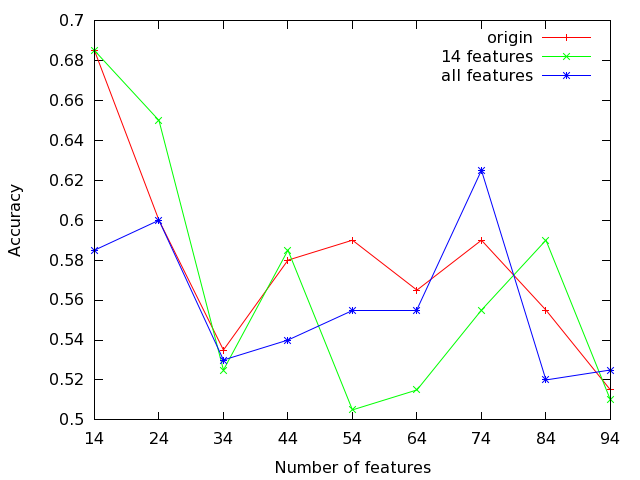 0.7
0.68
0.66
0.64
0.62
0.6
0.58
0.56
0.54
0.52
0.5
14 24 34 44 54 64 74 84 94
Accuracy
Number of features
origin
14 features
all features